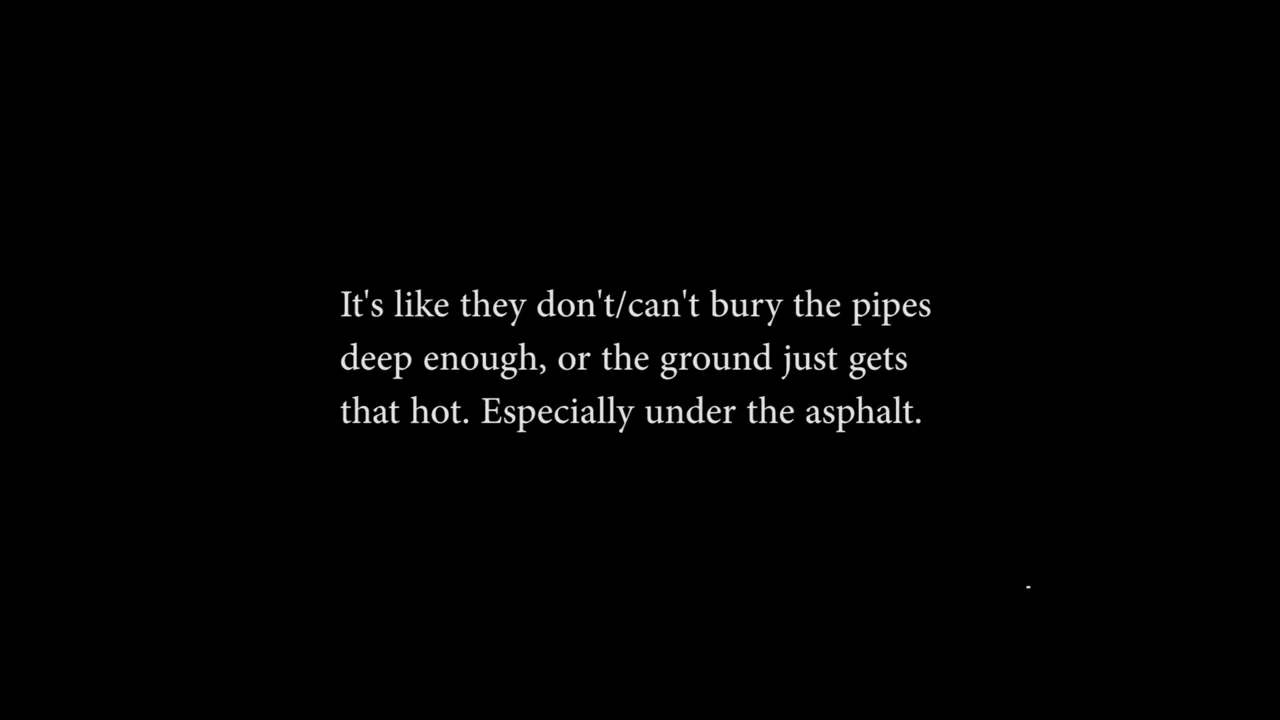 It's like they don't/can't bury the pipes
deep enough, or the ground just gets
that hot. Especially under the asphalt.